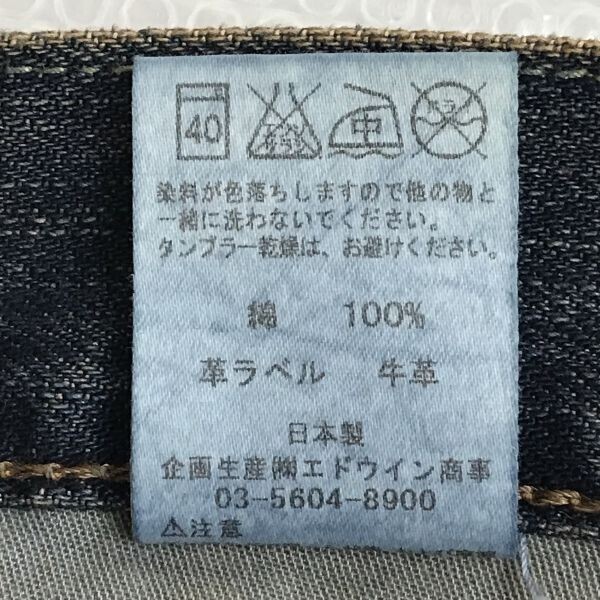 40 中
染料が色落ちしますので他の物と
一緒に洗わないでください。
タンブラー乾燥は、お避けください。
綿 100%
革ラベル 牛革
日本製
企画生産㈱エドウイン商事
03-5604-8900
⚠注意